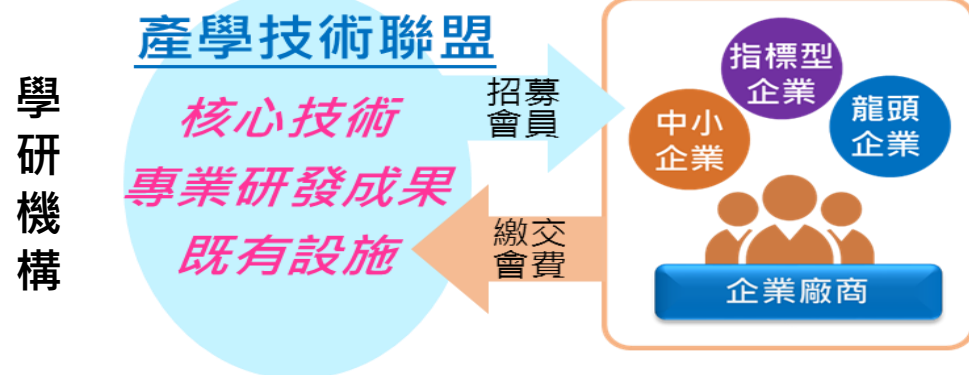 學研機構
產學技術聯盟
核心技術
專業研發成果
既有設施
招募
會員
繳交
會費
指標型
企業
中小
企業
龍頭
企業
企業廠商